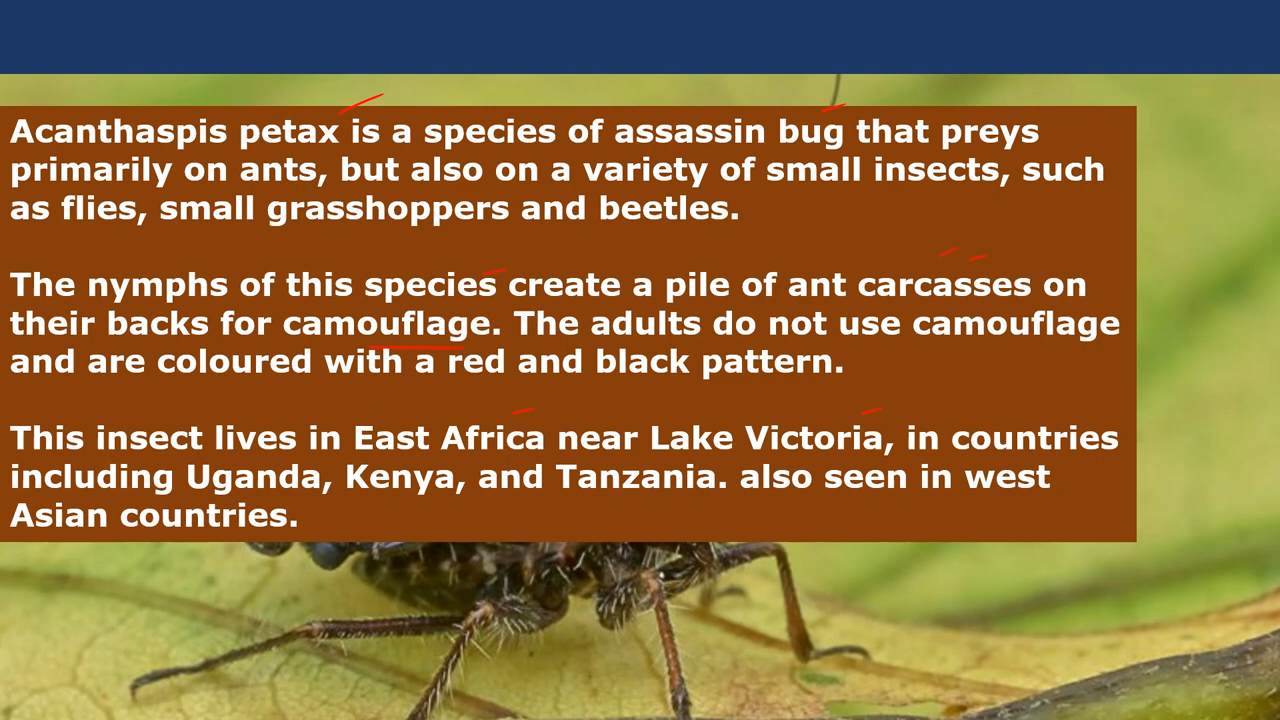 Acanthaspis petax is a species of assassin bug that preys
primarily on ants, but also on a variety of small insects, such
as flies, small grasshoppers and beetles.
The nymphs of this species create a pile of ant carcasses on
their backs for camouflage. The adults do not use camouflage
and are coloured with a red and black pattern.
This insect lives in East Africa near Lake Victoria, in countries
including Uganda, Kenya, and Tanzania. also seen in west
Asian countries.